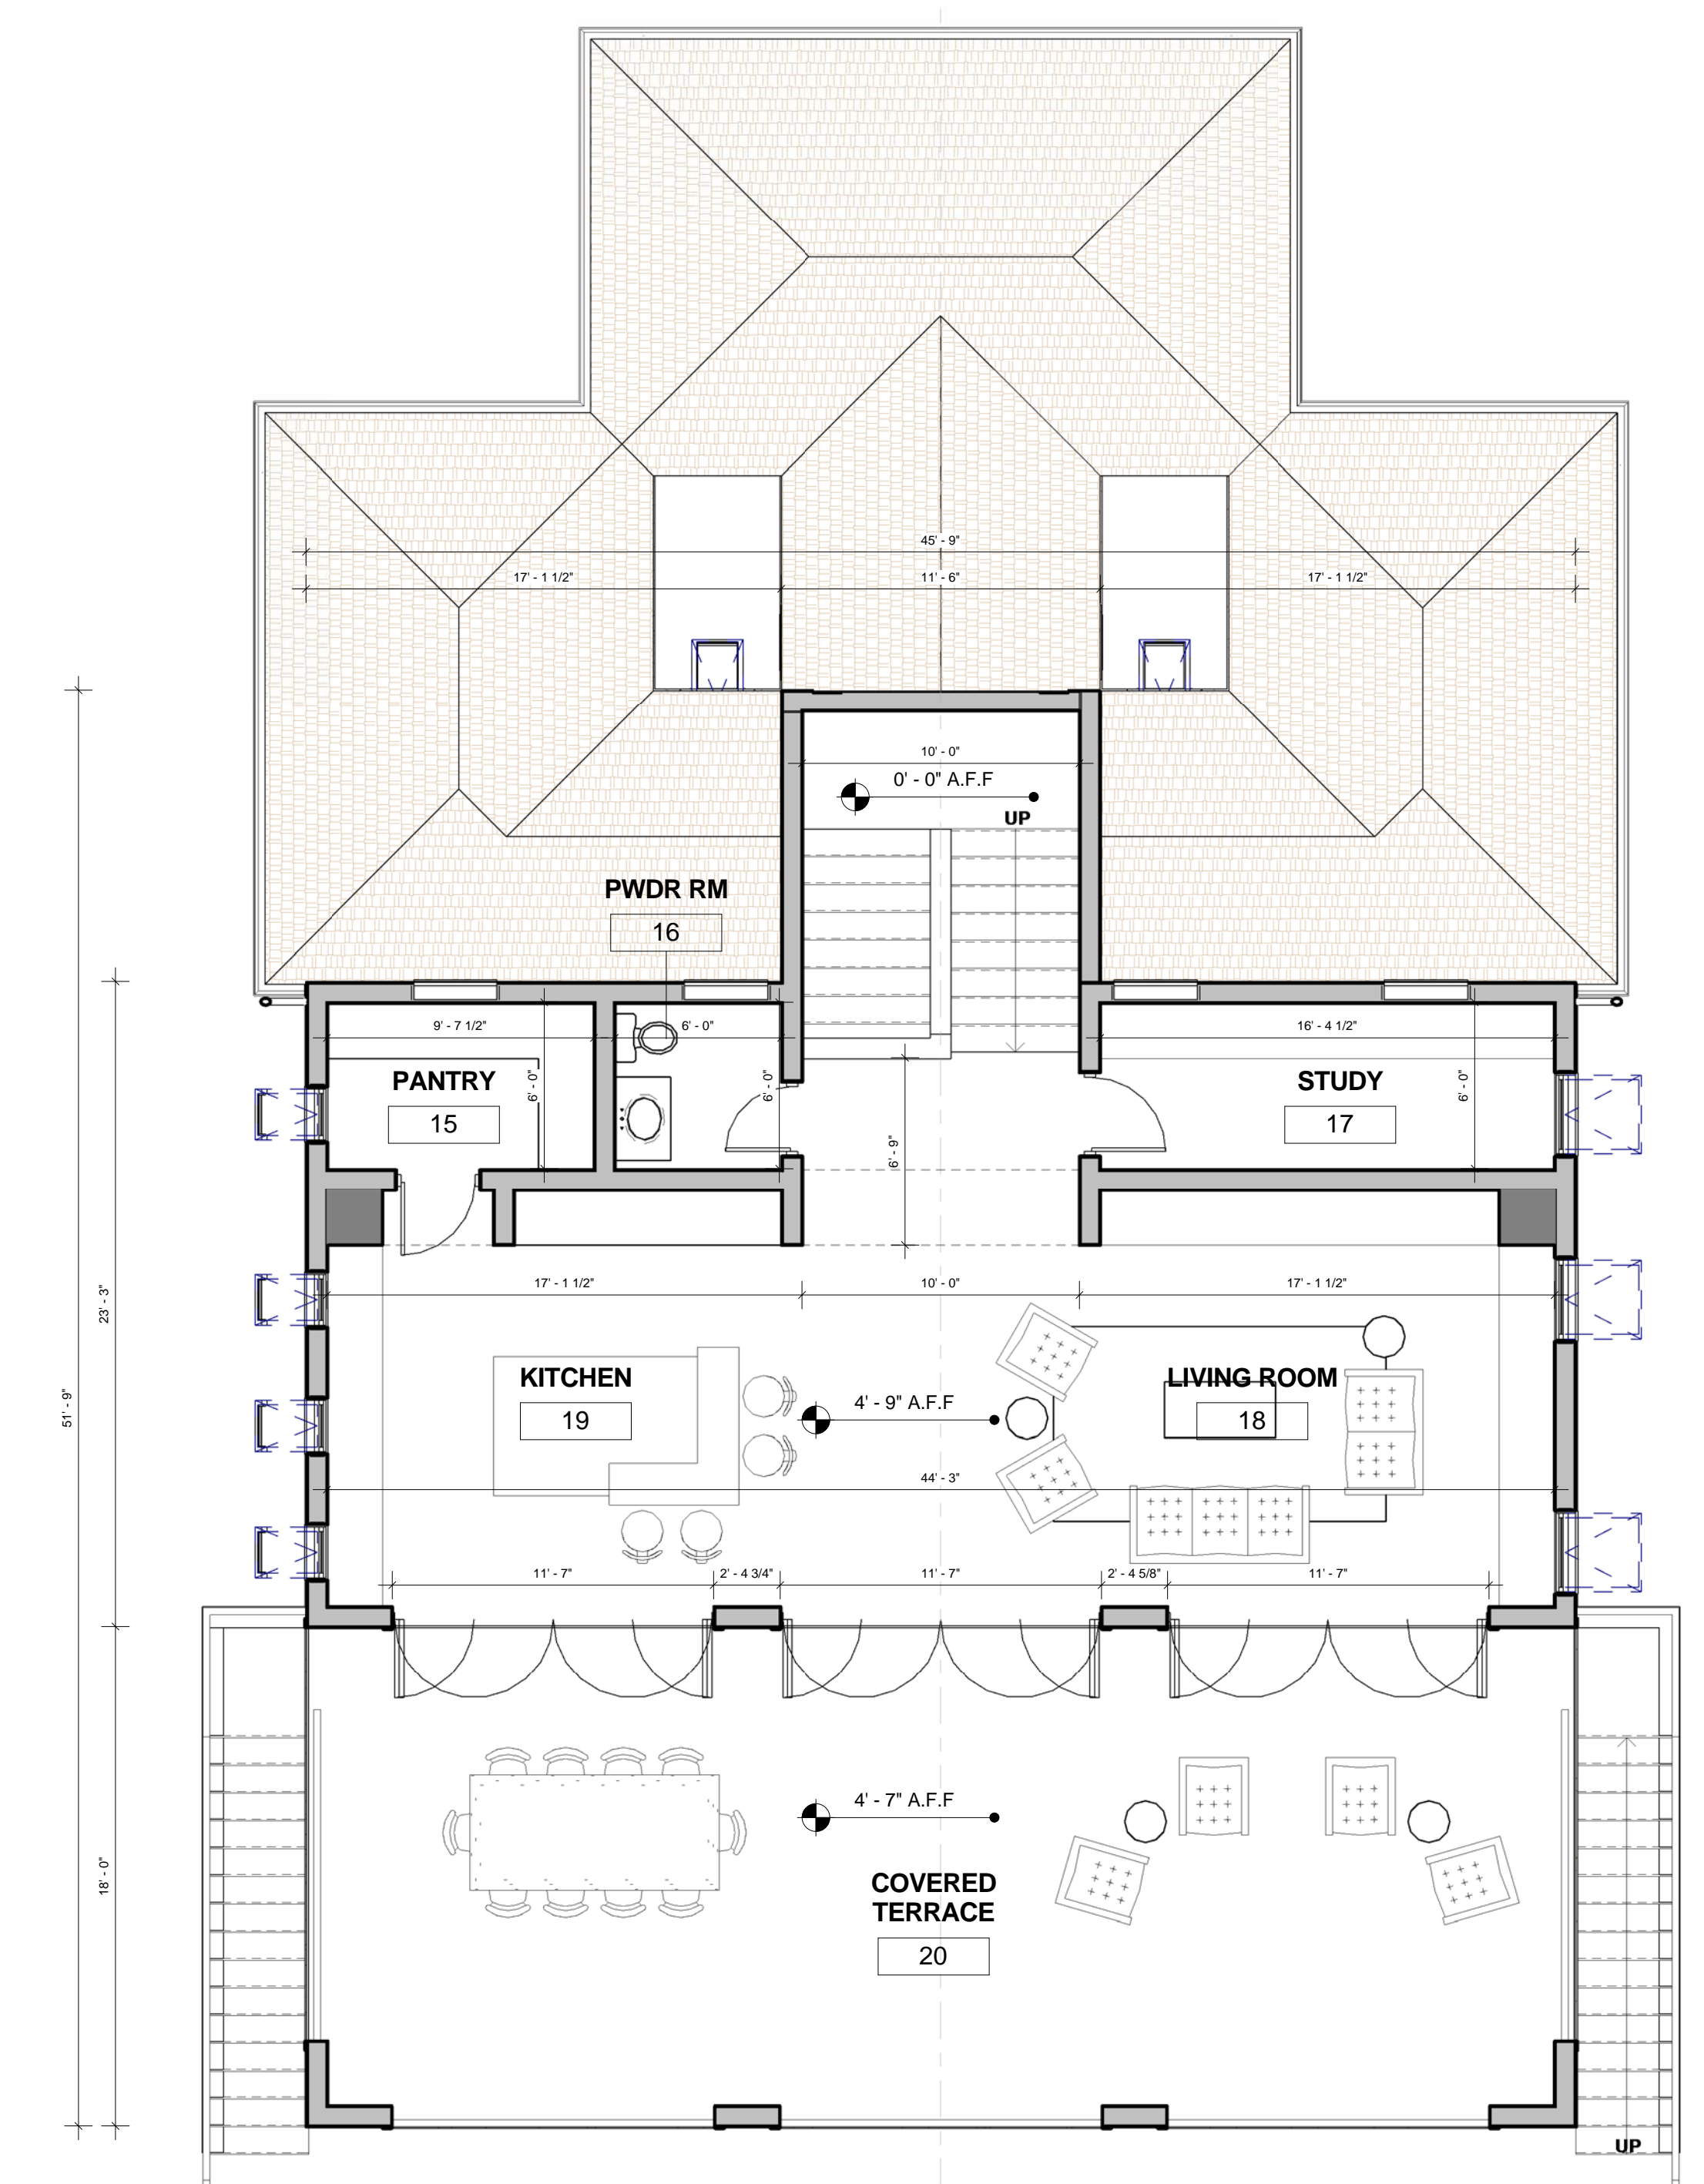 45' - 9"
17' - 1 1/2"
11' - 6"
17' - 1 1/2"
10' - 0"
0' - 0" A.F.F
UP
PWDR RM
16
9' - 7 1/2"
6' - 0"
16' - 4 1/2"
PANTRY
15
6' - 0"
6' - 0"
STUDY
17
6' - 0"
6' - 9"
17' - 1 1/2"
10' - 0"
17' - 1 1/2"
23' - 3"
51' - 9"
KITCHEN
19
4' - 9" A.F.F
LIVING ROOM
18
44' - 3"
11' - 7"
2' - 4 3/4"
11' - 7"
2' - 4 5/8"
11' - 7"
4' - 7" A.F.F
18' - 0"
COVERED
TERRACE
20
UP